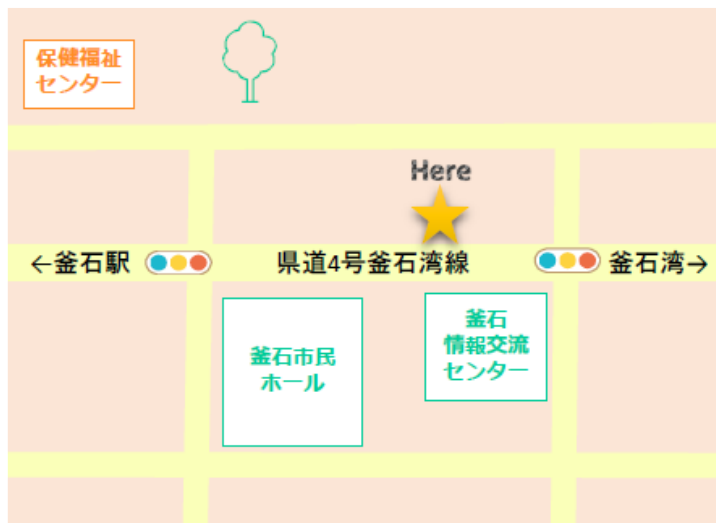 保健福祉
センター
Here
←釜石駅
県道4号釜石湾線
釜石湾→
釜石市民
ホール
釜石
情報交流
センター